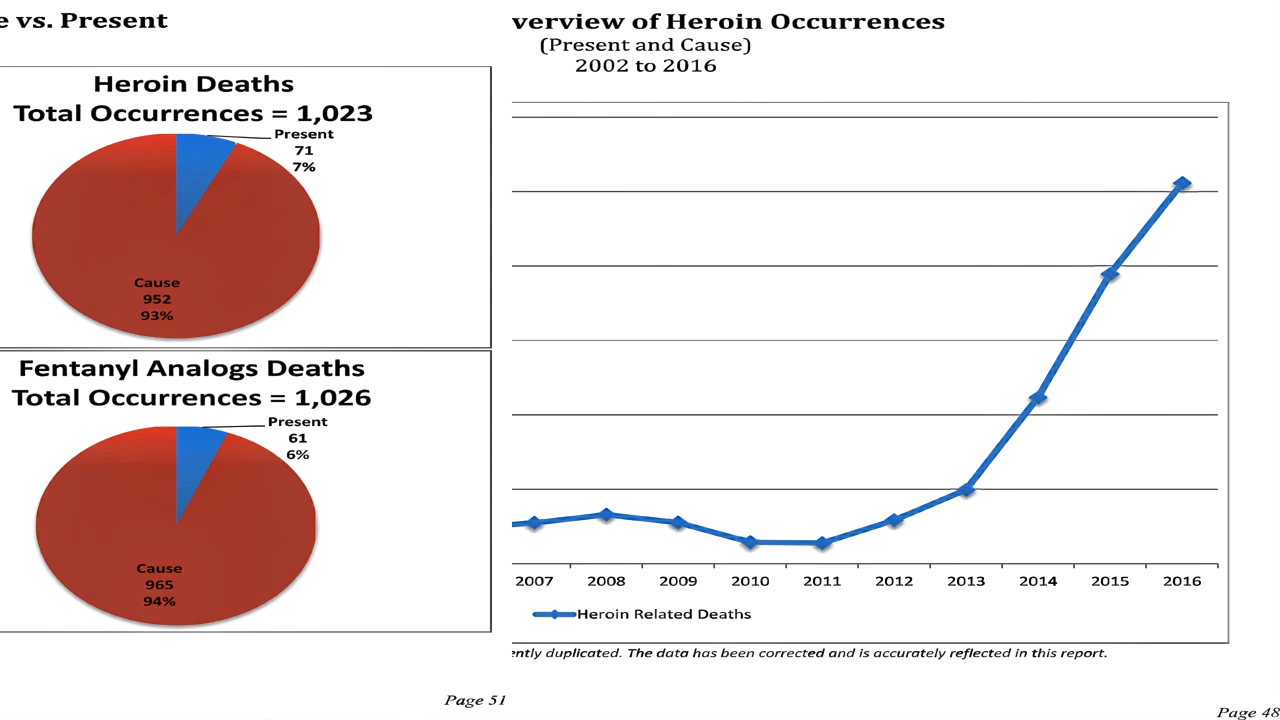 e vs. Present
Heroin Deaths
Total Occurrences = 1,023
Present
71
7%
Cause
952
93%
Fentanyl Analogs Deaths
Total Occurrences = 1,026
Present
61
6%
Cause
965
94%
Page 51
verview of Heroin Occurrences
(Present and Cause)
2002 to 2016
2007 2008 2009 2010 2011 2012 2013 2014 2015 2016
Heroin Related Deaths
ently duplicated. The data has been corrected and is accurately reflected in this report.
Page 48